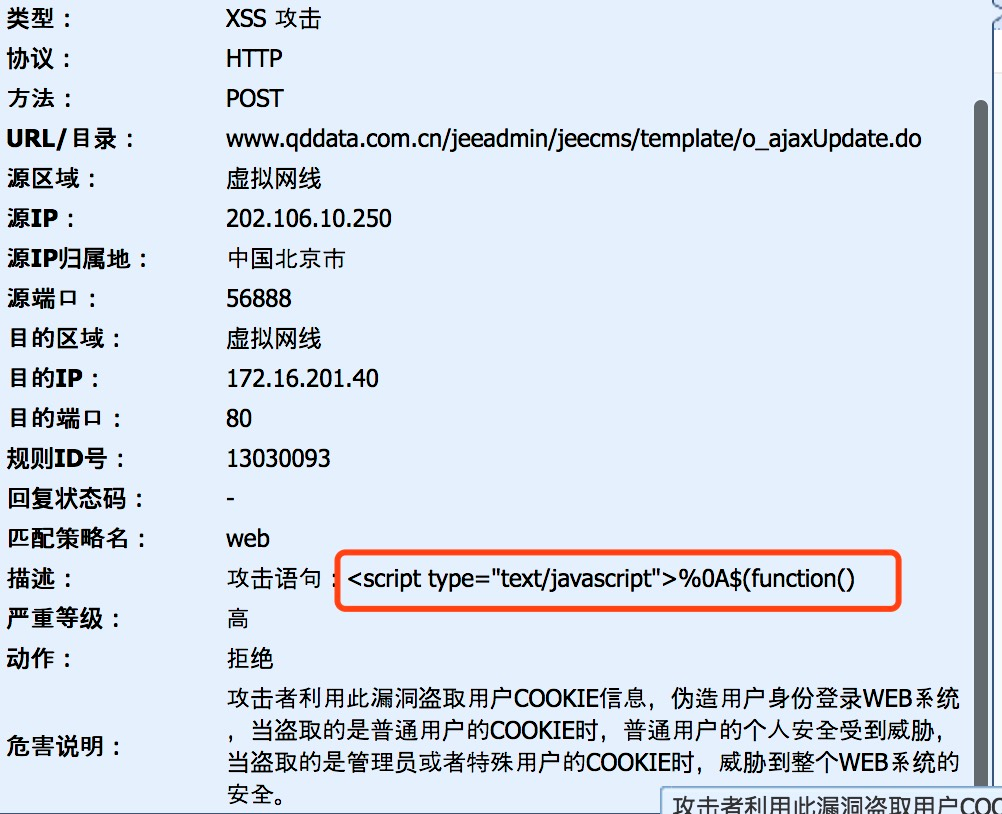 类型： XSS 攻击
协议： HTTP
方法： POST
URL/目录： www.qddata.com.cn/jeeadmin/jeecms/template/o_ajaxUpdate.do
源区域： 虚拟网线
源IP： 202.106.10.250
源IP归属地： 中国北京市
源端口： 56888
目的区域： 虚拟网线
目的IP： 172.16.201.40
目的端口： 80
规则ID号： 13030093
回复状态码： -
匹配策略名： web
描述： 攻击语句：<script type="text/javascript">%0A$(function()
严重等级： 高
动作： 拒绝
危害说明： 攻击者利用此漏洞盗取用户COOKIE信息，伪造用户身份登录WEB系统
，当盗取的是普通用户的COOKIE时，普通用户的个人安全受到威胁，
当盗取的是管理员或者特殊用户的COOKIE时，威胁到整个WEB系统的
安全。
攻击者利用此漏洞盗取用户COO